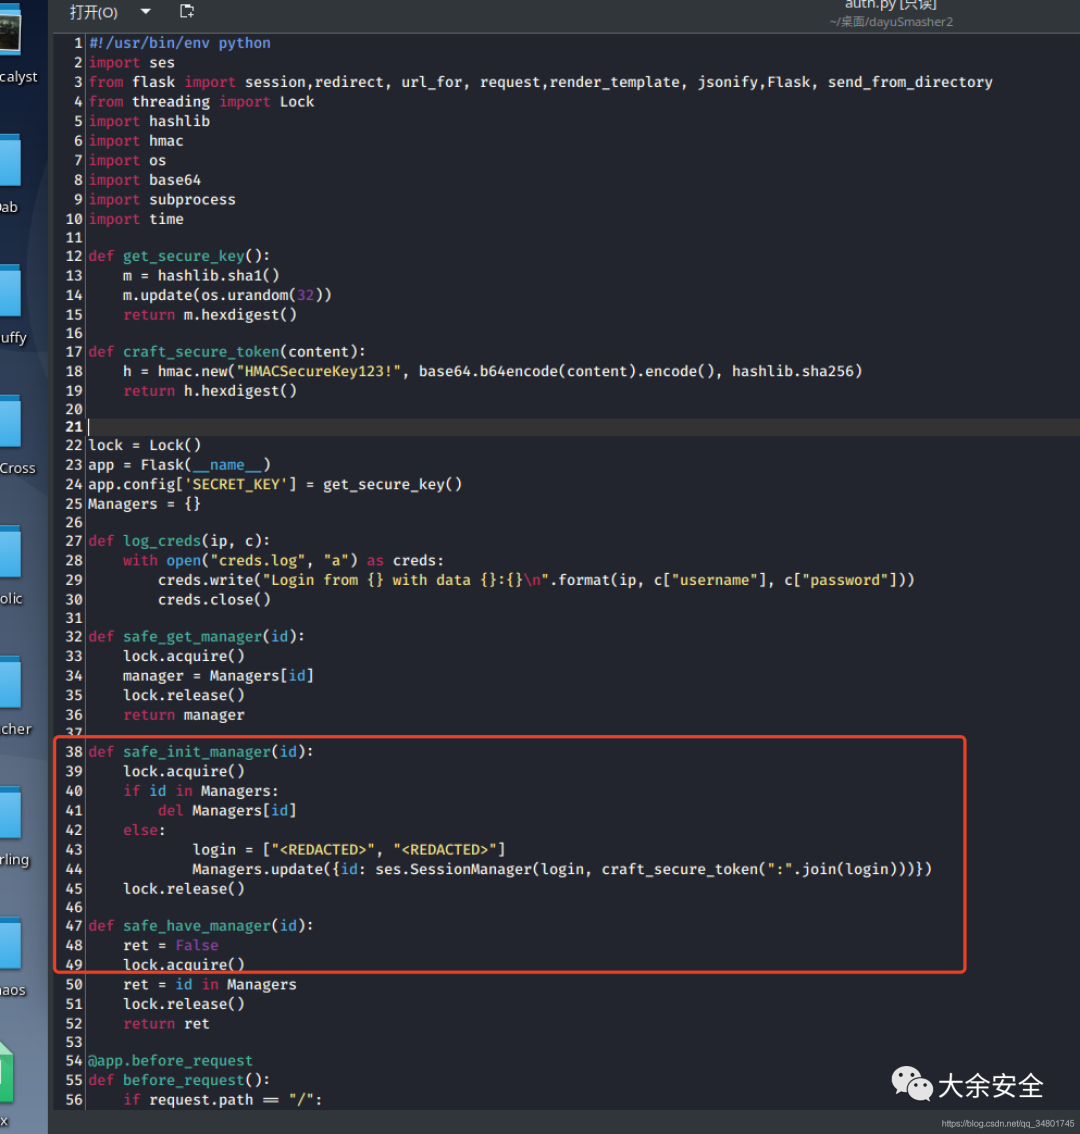 打开(O)
auth.py [只读]
~/桌面/dayuSmasher2
calyst
ab
uffy
Cross
olic
cher
rling
aos
x
1 #!/usr/bin/env python
2 import ses
3 from flask import session,redirect, url_for, request,render_template, jsonify,Flask, send_from_directory
4 from threading import Lock
5 import hashlib
6 import hmac
7 import os
8 import base64
9 import subprocess
10 import time
11
12 def get_secure_key():
13     m = hashlib.sha1()
14     m.update(os.urandom(32))
15     return m.hexdigest()
16
17 def craft_secure_token(content):
18     h = hmac.new("HMACSecureKey123!", base64.b64encode(content).encode(), hashlib.sha256)
19     return h.hexdigest()
20
21
22 lock = Lock()
23 app = Flask(__name__)
24 app.config['SECRET_KEY'] = get_secure_key()
25 Managers = {}
26
27 def log_creds(ip, c):
28     with open("creds.log", "a") as creds:
29         creds.write("Login from {} with data {}:{}\n".format(ip, c["username"], c["password"]))
30         creds.close()
31
32 def safe_get_manager(id):
33     lock.acquire()
34     manager = Managers[id]
35     lock.release()
36     return manager
37
38 def safe_init_manager(id):
39     lock.acquire()
40     if id in Managers:
41         del Managers[id]
42     else:
43             login = ["<REDACTED>", "<REDACTED>"]
44             Managers.update({id: ses.SessionManager(login, craft_secure_token(":".join(login)))})
45     lock.release()
46
47 def safe_have_manager(id):
48     ret = False
49     lock.acquire()
50     ret = id in Managers
51     lock.release()
52     return ret
53
54 @app.before_request
55 def before_request():
56     if request.path == "/":
大余安全
https://blog.csdn.net/qq_34801745